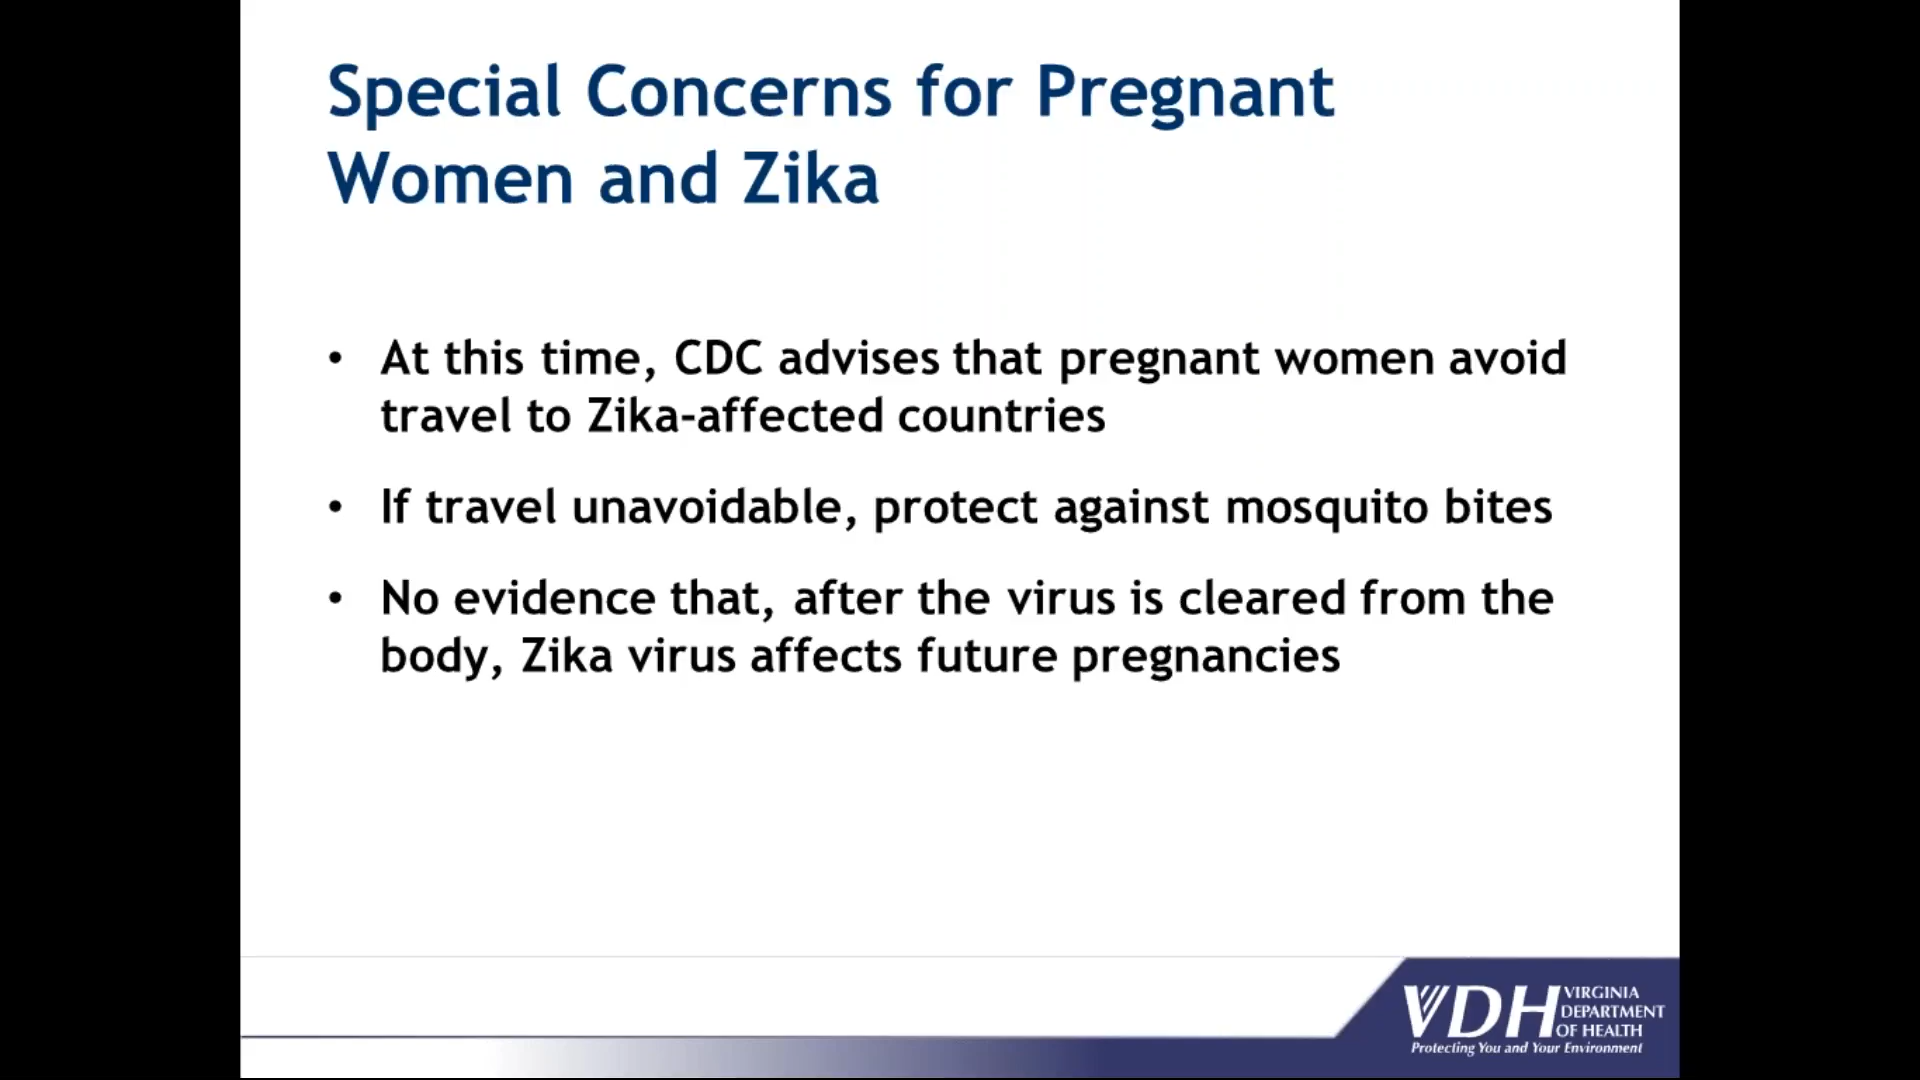 Special Concerns for Pregnant
Women and Zika
• At this time, CDC advises that pregnant women avoid
travel to Zika-affected countries
• If travel unavoidable, protect against mosquito bites
• No evidence that, after the virus is cleared from the
body, Zika virus affects future pregnancies
VDH VIRGINIA
DEPARTMENT
OF HEALTH
Protecting You and Your Environment